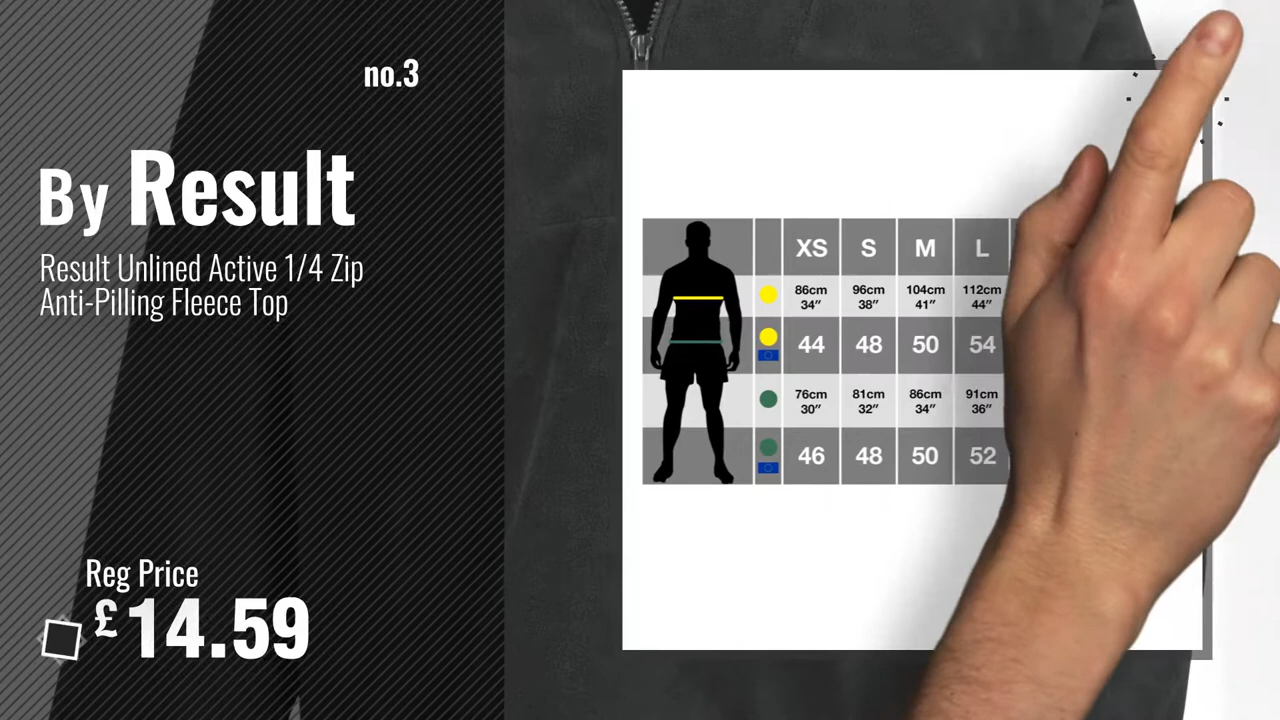 no.3
By Result
Result Unlined Active 1/4 Zip
Anti-Pilling Fleece Top
Reg Price
£14.59
XS S M L
86cm 96cm 104cm 112cm
34" 38" 41" 44"
44 48 50 54
76cm 81cm 86cm 91cm
30" 32" 34" 36"
46 48 50 52